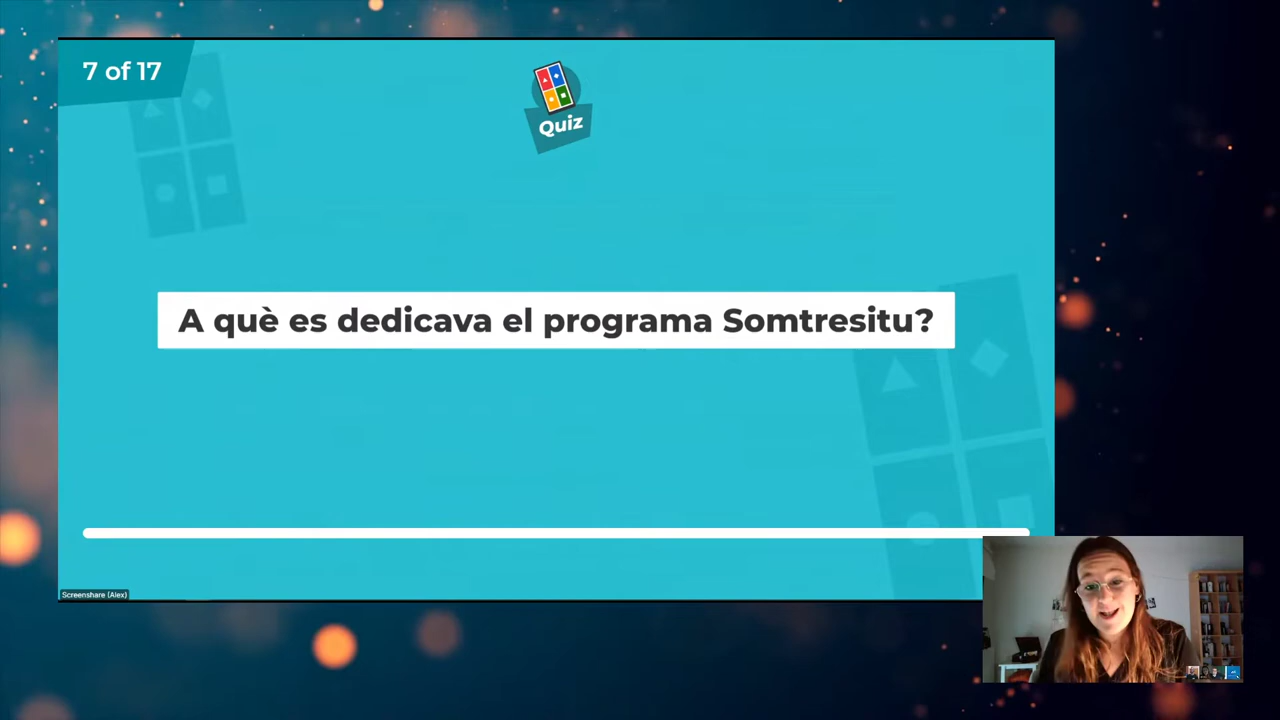 7 of 17
Quiz
A què es dedicava el programa Somtresitu?
Screenshare (Alex)